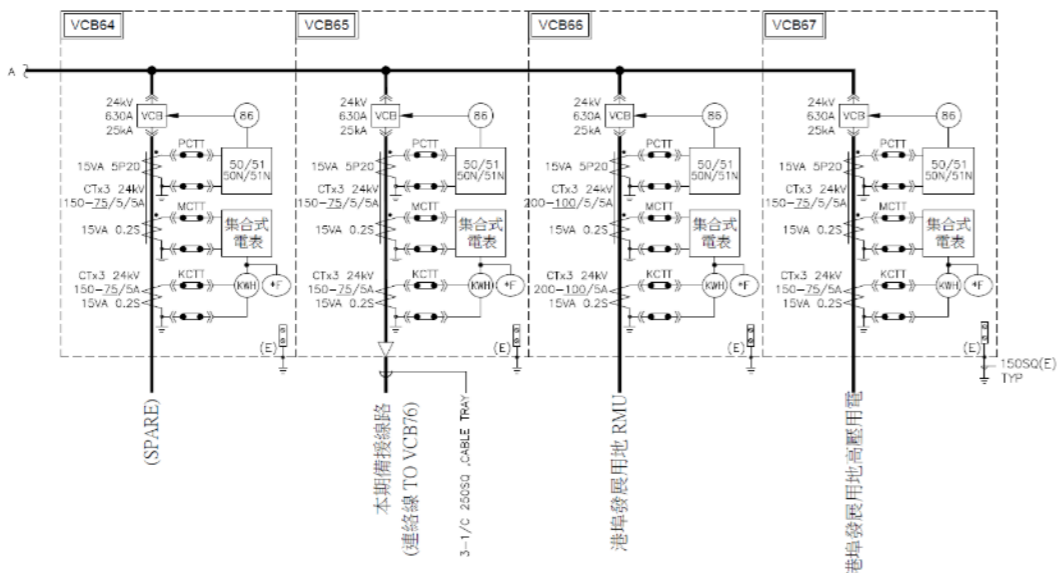 VCB64
VCB65
VCB66
VCB67
A
24kV
630A
25kA
VCB
86
PCTT
15VA 5P20
50/51
50N/51N
CTx3 24kV
150-75/5/5A
MCTT
15VA 0.2S
集合式
電表
CTx3 24kV
150-75/5A
15VA 0.2S
KCTT
KWH
*F
(E)
(SPARE)
24kV
630A
25kA
VCB
86
PCTT
15VA 5P20
50/51
50N/51N
CTx3 24kV
150-75/5/5A
MCTT
15VA 0.2S
集合式
電表
CTx3 24kV
150-75/5A
15VA 0.2S
KCTT
KWH
*F
(E)
本期備援線路
(連絡線 TO VCB76)
3-1/C 250SQ ,CABLE TRAY
24kV
630A
25kA
VCB
86
PCTT
15VA 5P20
50/51
50N/51N
CTx3 24kV
200-100/5/5A
MCTT
15VA 0.2S
集合式
電表
CTx3 24kV
200-100/5A
15VA 0.2S
KCTT
KWH
*F
(E)
港埠發展用地 RMU
24kV
630A
25kA
VCB
86
PCTT
15VA 5P20
50/51
50N/51N
CTx3 24kV
150-75/5/5A
MCTT
15VA 0.2S
集合式
電表
CTx3 24kV
150-75/5A
15VA 0.2S
KCTT
KWH
*F
(E)
150SQ(E)
TYP
港埠發展用地高壓用電